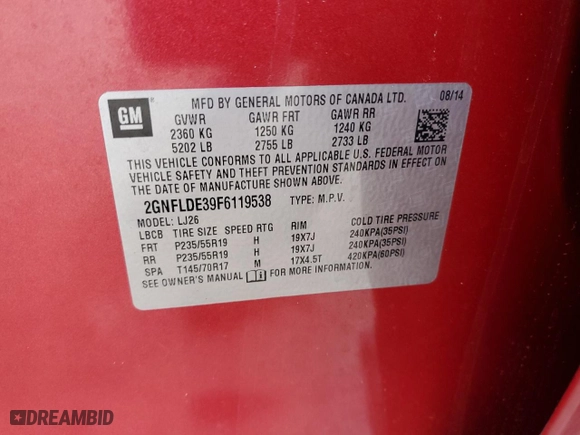 GM
MFD BY GENERAL MOTORS OF CANADA LTD. 08/14
GVWR GAWR FRT GAWR RR
2360 KG 1250 KG 1240 KG
5202 LB 2755 LB 2733 LB
THIS VEHICLE CONFORMS TO ALL APPLICABLE U.S. FEDERAL MOTOR
VEHICLE SAFETY AND THEFT PREVENTION STANDARDS IN EFFECT ON
THE DATE OF MANUFACTURE SHOWN ABOVE.
2GNFLDE39F6119538 TYPE: M.P.V.
MODEL: LJ26
LBCB TIRE SIZE SPEED RTG RIM COLD TIRE PRESSURE
FRT P235/55R19 H 19X7J 240KPA(35PSI)
RR P235/55R19 H 19X7J 240KPA(35PSI)
SPA T145/70R17 M 17X4.5T 420KPA(60PSI)
SEE OWNER'S MANUAL FOR MORE INFORMATION.
DREAMBID